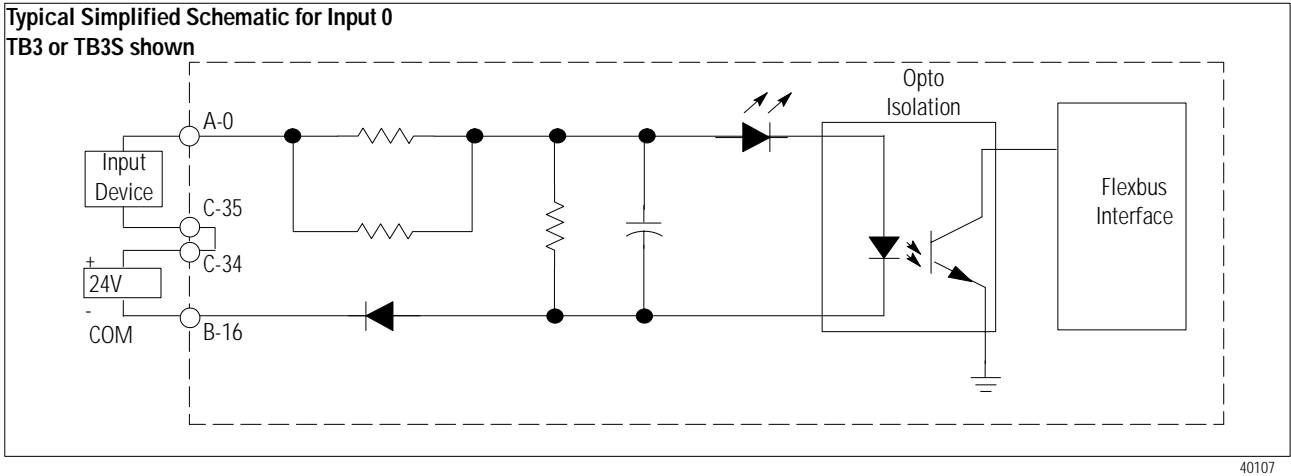 Typical Simplified Schematic for Input 0
TB3 or TB3S shown
Opto
Isolation
A-0
Input
Device
C-35
C-34
+
24V
-
COM
B-16
Flexbus
Interface
40107